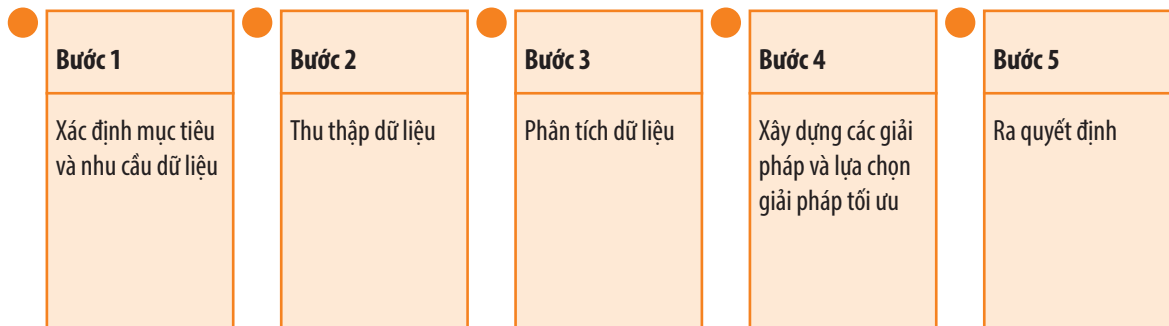 Bước 1
Xác định mục tiêu
và nhu cầu dữ liệu
Bước 2
Thu thập dữ liệu
Bước 3
Phân tích dữ liệu
Bước 4
Xây dựng các giải
pháp và lựa chọn
giải pháp tối ưu
Bước 5
Ra quyết định